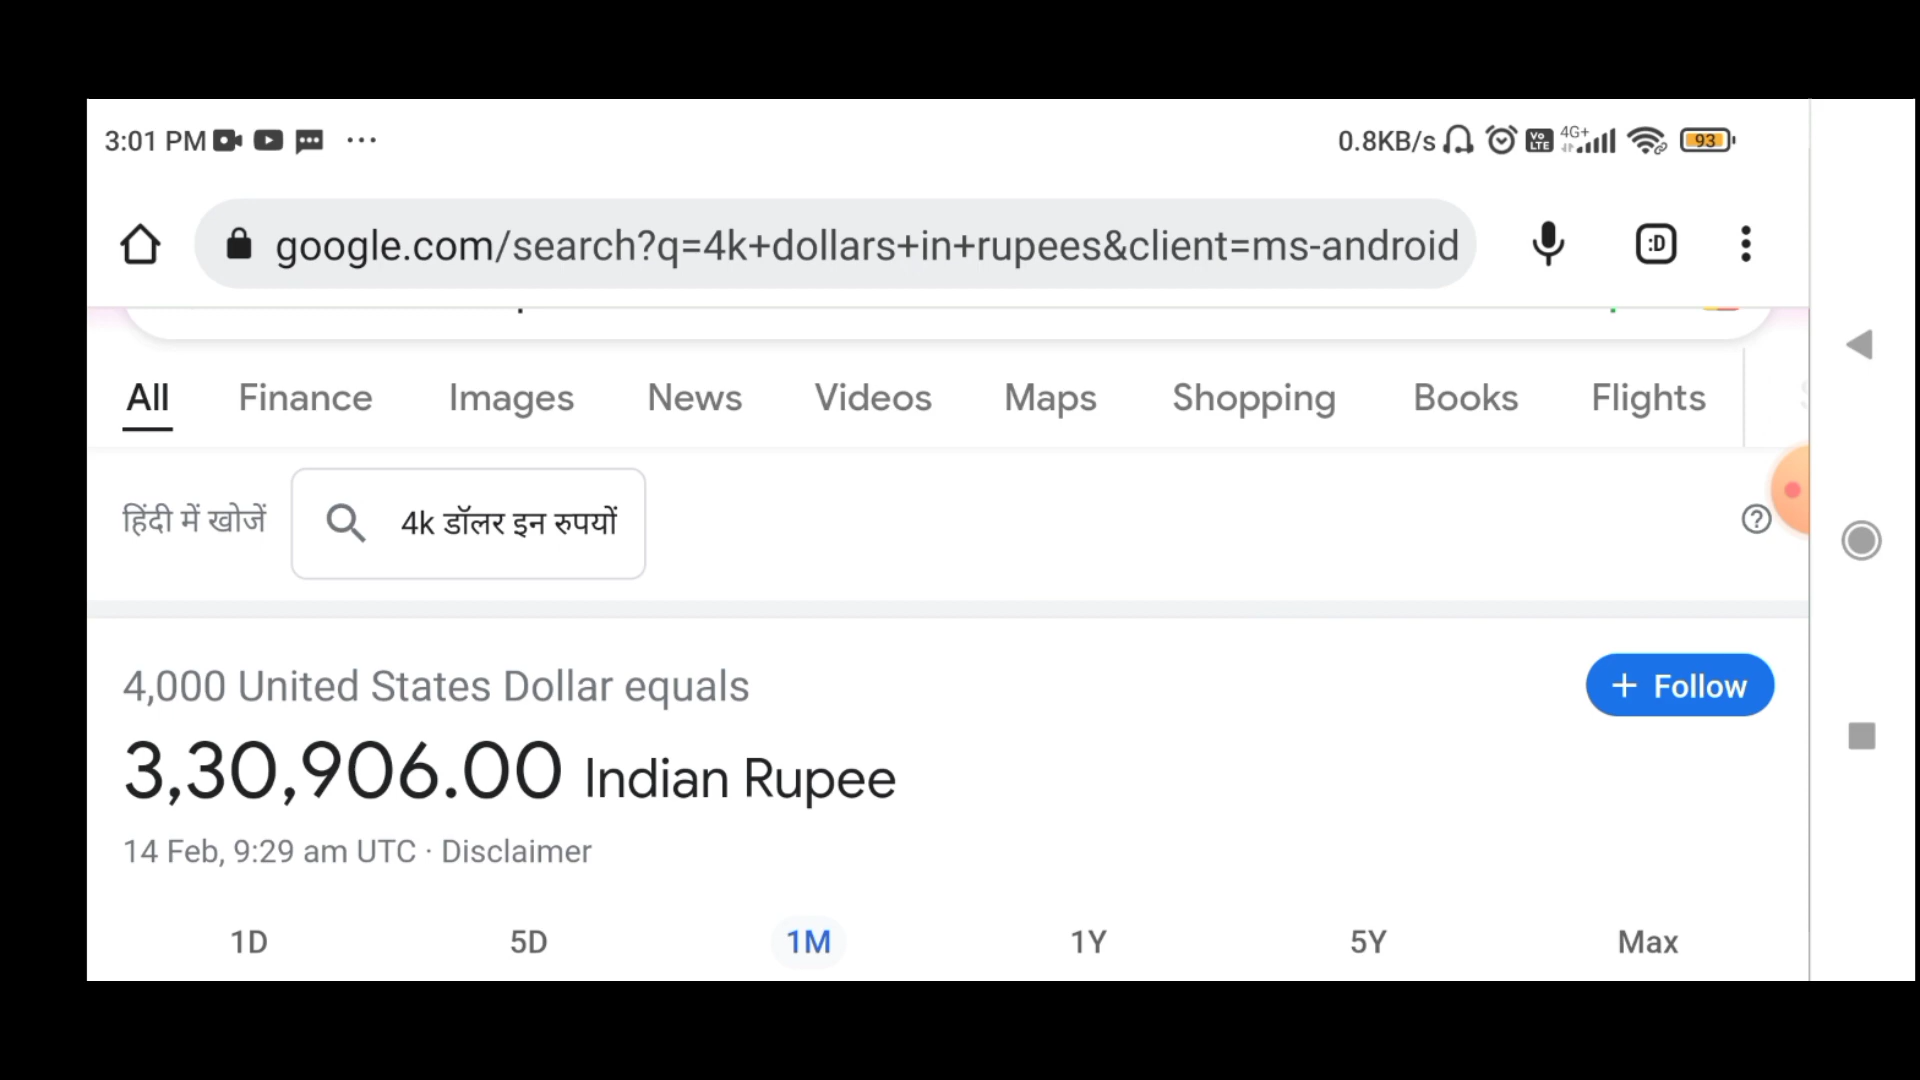 3:01 PM ... 0.8KB/s Vo LTE 4G+ 93
google.com/search?q=4k+dollars+in+rupees&client=ms-android :D
All Finance Images News Videos Maps Shopping Books Flights
हिंदी में खोजें 4k डॉलर इन रुपयों ?
4,000 United States Dollar equals + Follow
3,30,906.00 Indian Rupee
14 Feb, 9:29 am UTC · Disclaimer
1D 5D 1M 1Y 5Y Max